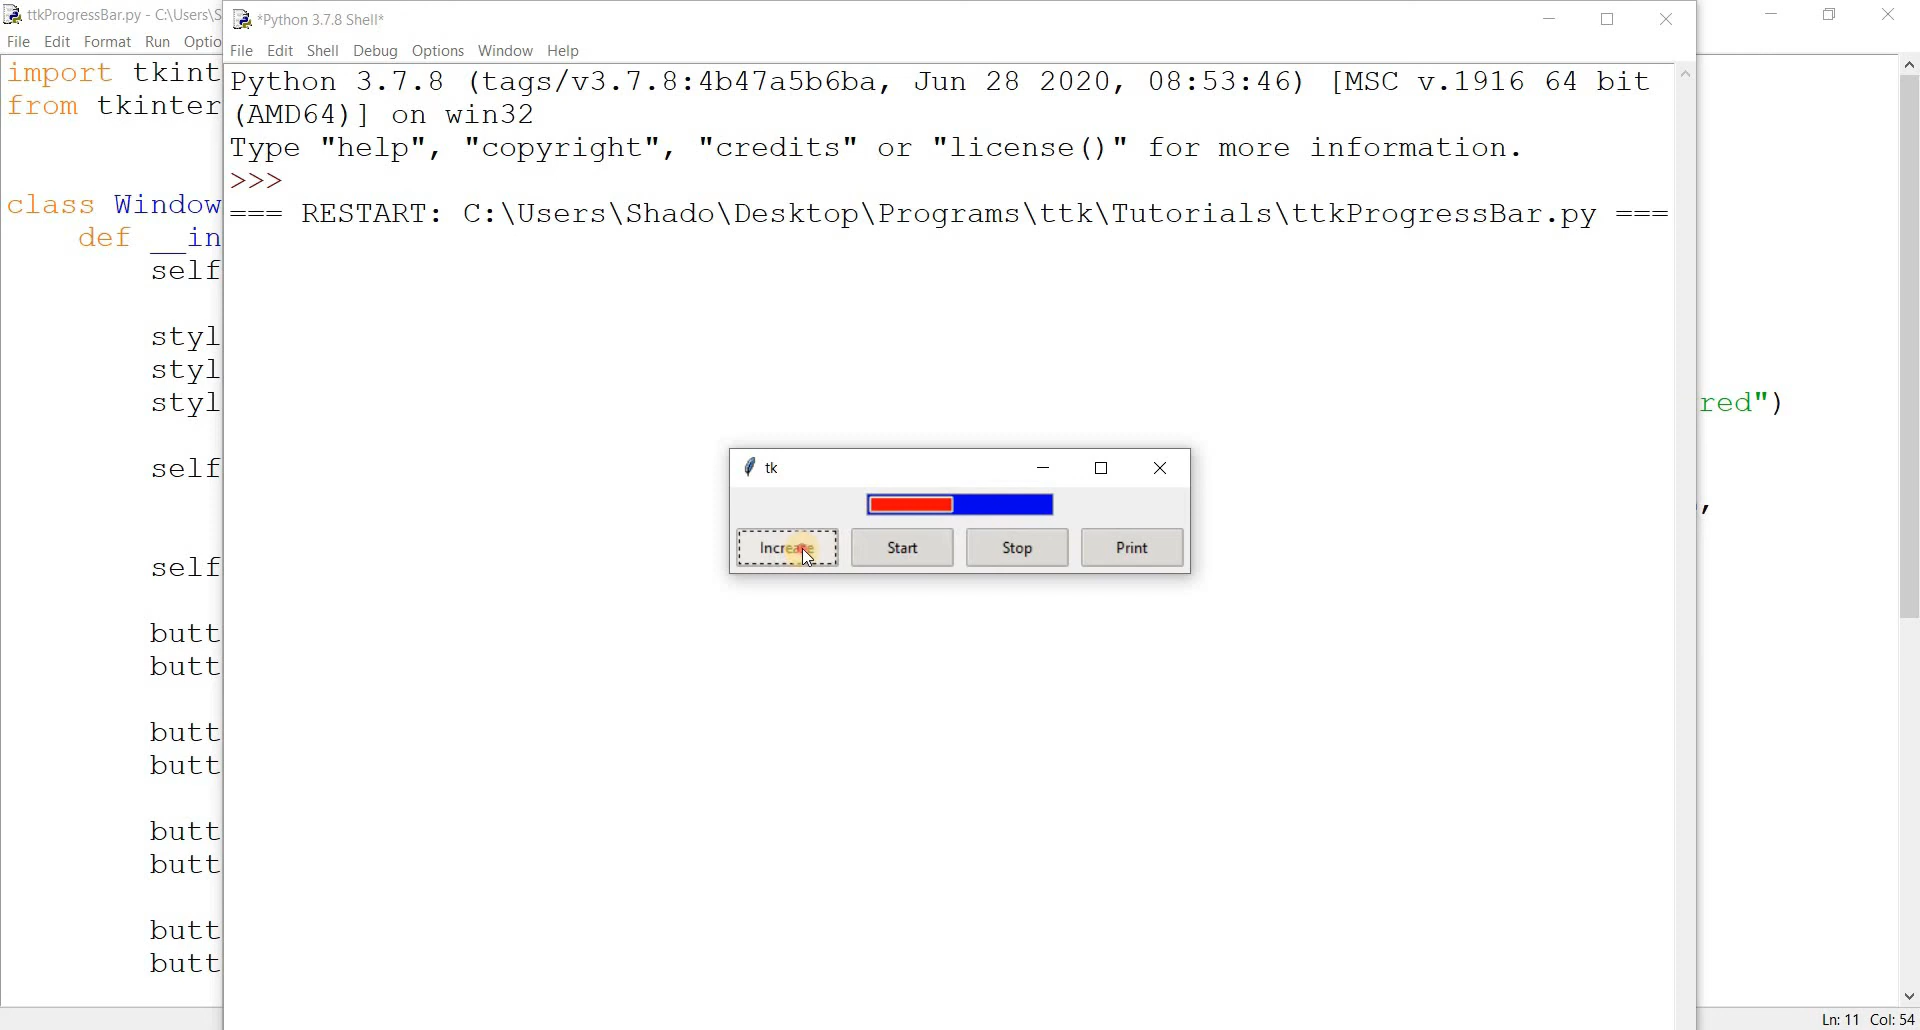 ttkProgressBar.py - C:\Users\S
File Edit Format Run Optio
import tkint
from tkinter
class Window
def __in
self
styl
styl
styl
red")
self
,
self
butt
butt
butt
butt
butt
butt
butt
butt
*Python 3.7.8 Shell*
File Edit Shell Debug Options Window Help
Python 3.7.8 (tags/v3.7.8:4b47a5b6ba, Jun 28 2020, 08:53:46) [MSC v.1916 64 bit
(AMD64)] on win32
Type "help", "copyright", "credits" or "license()" for more information.
>>>
=== RESTART: C:\Users\Shado\Desktop\Programs\ttk\Tutorials\ttkProgressBar.py ===
tk
Increase Start Stop Print
Ln: 11 Col: 54